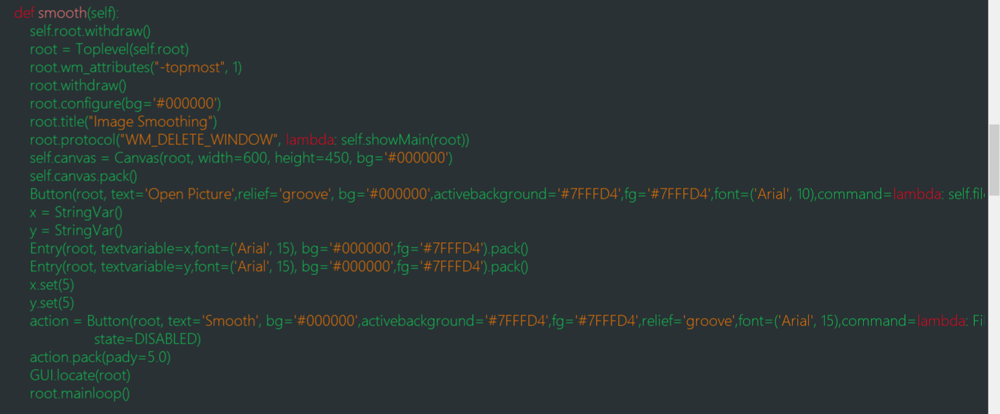 def smooth(self):
self.root.withdraw()
root = Toplevel(self.root)
root.wm_attributes("-topmost", 1)
root.withdraw()
root.configure(bg='#000000')
root.title("Image Smoothing")
root.protocol("WM_DELETE_WINDOW", lambda: self.showMain(root))
self.canvas = Canvas(root, width=600, height=450, bg='#000000')
self.canvas.pack()
Button(root, text='Open Picture',relief='groove', bg='#000000',activebackground='#7FFFD4',fg='#7FFFD4',font=('Arial', 10),command=lambda: self.fil
x = StringVar()
y = StringVar()
Entry(root, textvariable=x,font=('Arial', 15), bg='#000000',fg='#7FFFD4').pack()
Entry(root, textvariable=y,font=('Arial', 15), bg='#000000',fg='#7FFFD4').pack()
x.set(5)
y.set(5)
action = Button(root, text='Smooth', bg='#000000',activebackground='#7FFFD4',fg='#7FFFD4',relief='groove',font=('Arial', 15),command=lambda: Fil
state=DISABLED)
action.pack(pady=5.0)
GUI.locate(root)
root.mainloop()